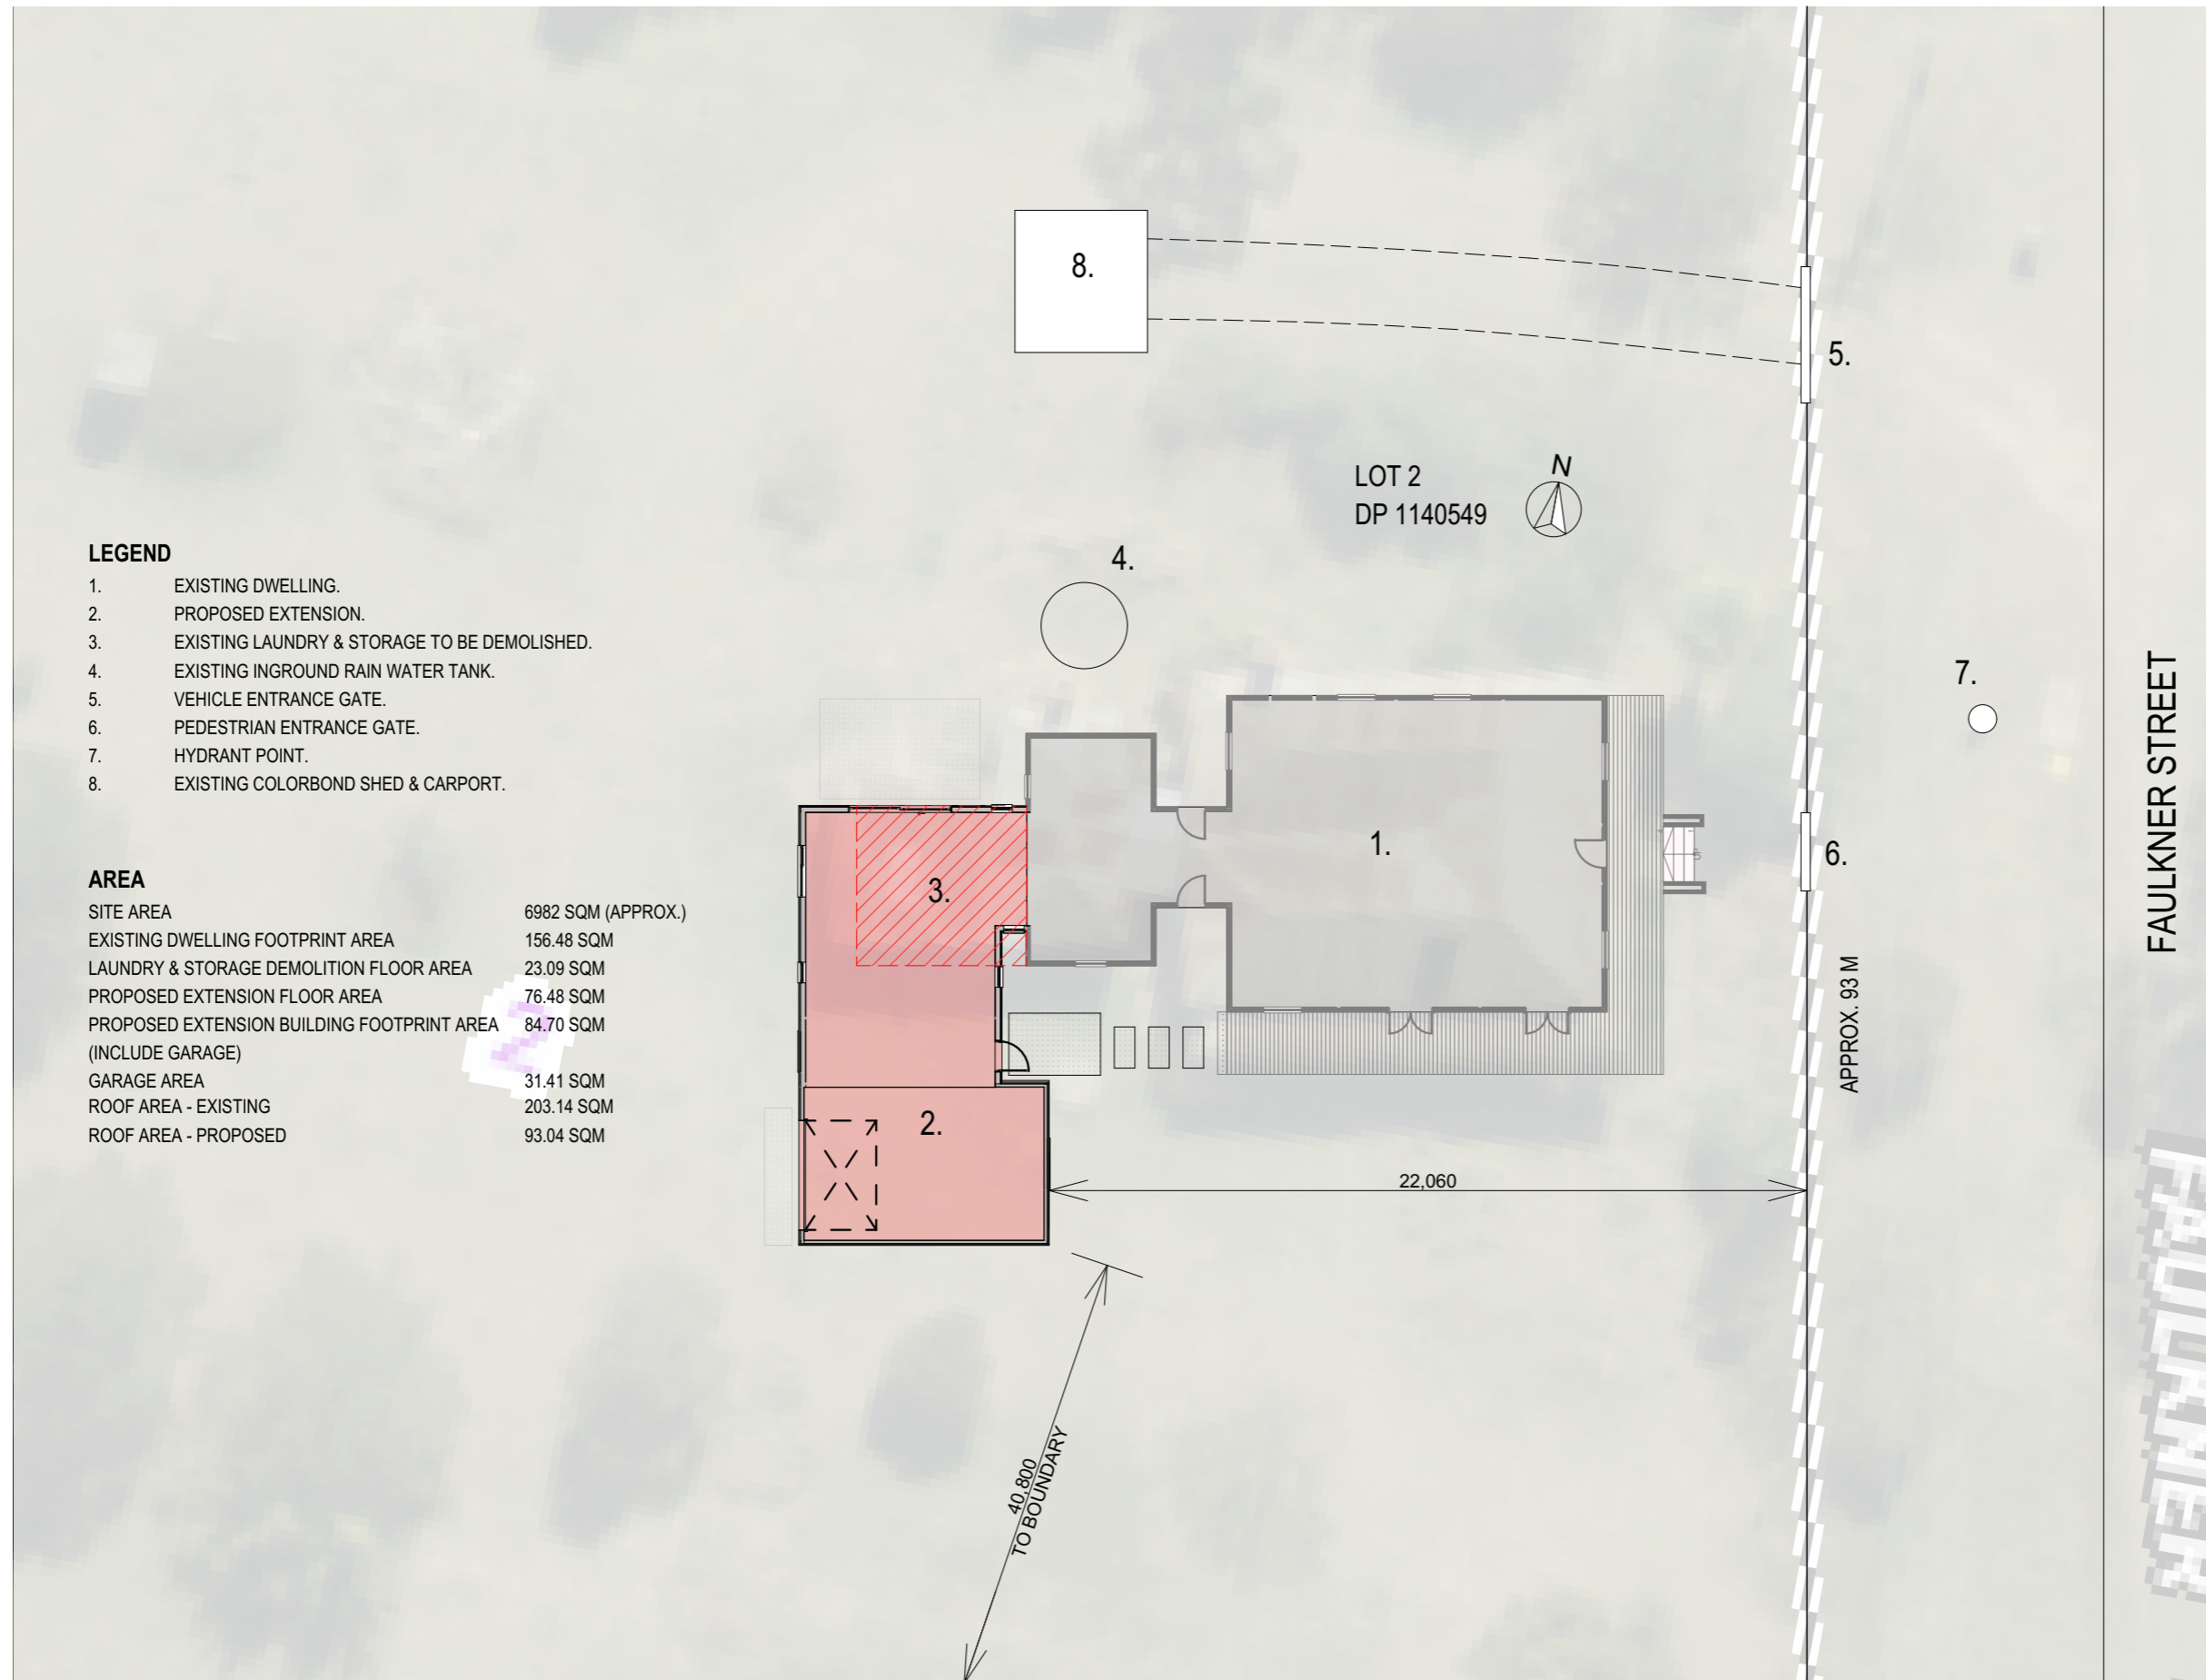 8.
5.
LOT 2
DP 1140549
N
4.
LEGEND
1. EXISTING DWELLING.
2. PROPOSED EXTENSION.
3. EXISTING LAUNDRY & STORAGE TO BE DEMOLISHED.
4. EXISTING INGROUND RAIN WATER TANK.
5. VEHICLE ENTRANCE GATE.
6. PEDESTRIAN ENTRANCE GATE.
7. HYDRANT POINT.
8. EXISTING COLORBOND SHED & CARPORT.
7.
FAULKNER STREET
1.
6.
3.
AREA
SITE AREA 6982 SQM (APPROX.)
EXISTING DWELLING FOOTPRINT AREA 156.48 SQM
LAUNDRY & STORAGE DEMOLITION FLOOR AREA 23.09 SQM
PROPOSED EXTENSION FLOOR AREA 76.48 SQM
PROPOSED EXTENSION BUILDING FOOTPRINT AREA 84.70 SQM
(INCLUDE GARAGE)
GARAGE AREA 31.41 SQM
ROOF AREA - EXISTING 203.14 SQM
ROOF AREA - PROPOSED 93.04 SQM
2
APPROX. 93 M
2.
22,060
40,800
TO BOUNDARY
FAULKNER